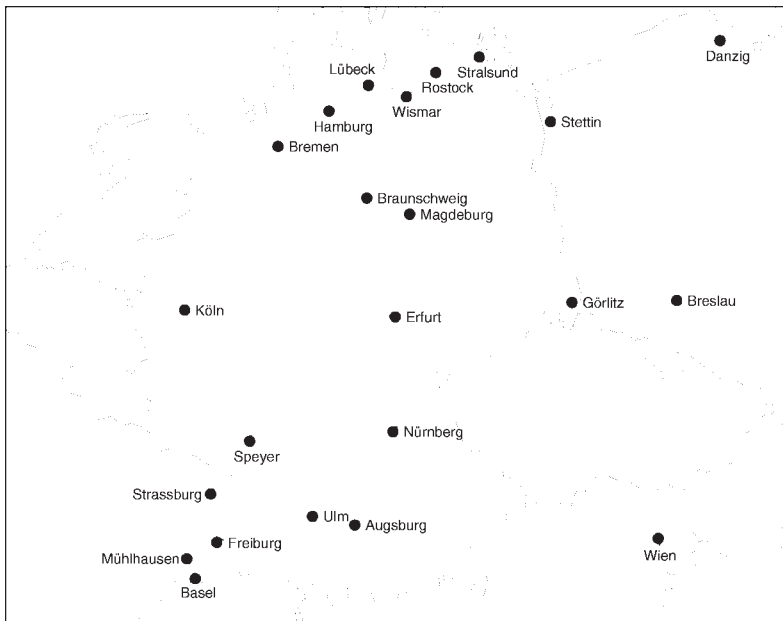 Danzig
Lübeck
Stralsund
Rostock
Wismar
Hamburg
Stettin
Bremen
Braunschweig
Magdeburg
Köln
Erfurt
Görlitz
Breslau
Nürnberg
Speyer
Strassburg
Ulm
Augsburg
Freiburg
Wien
Mühlhausen
Basel